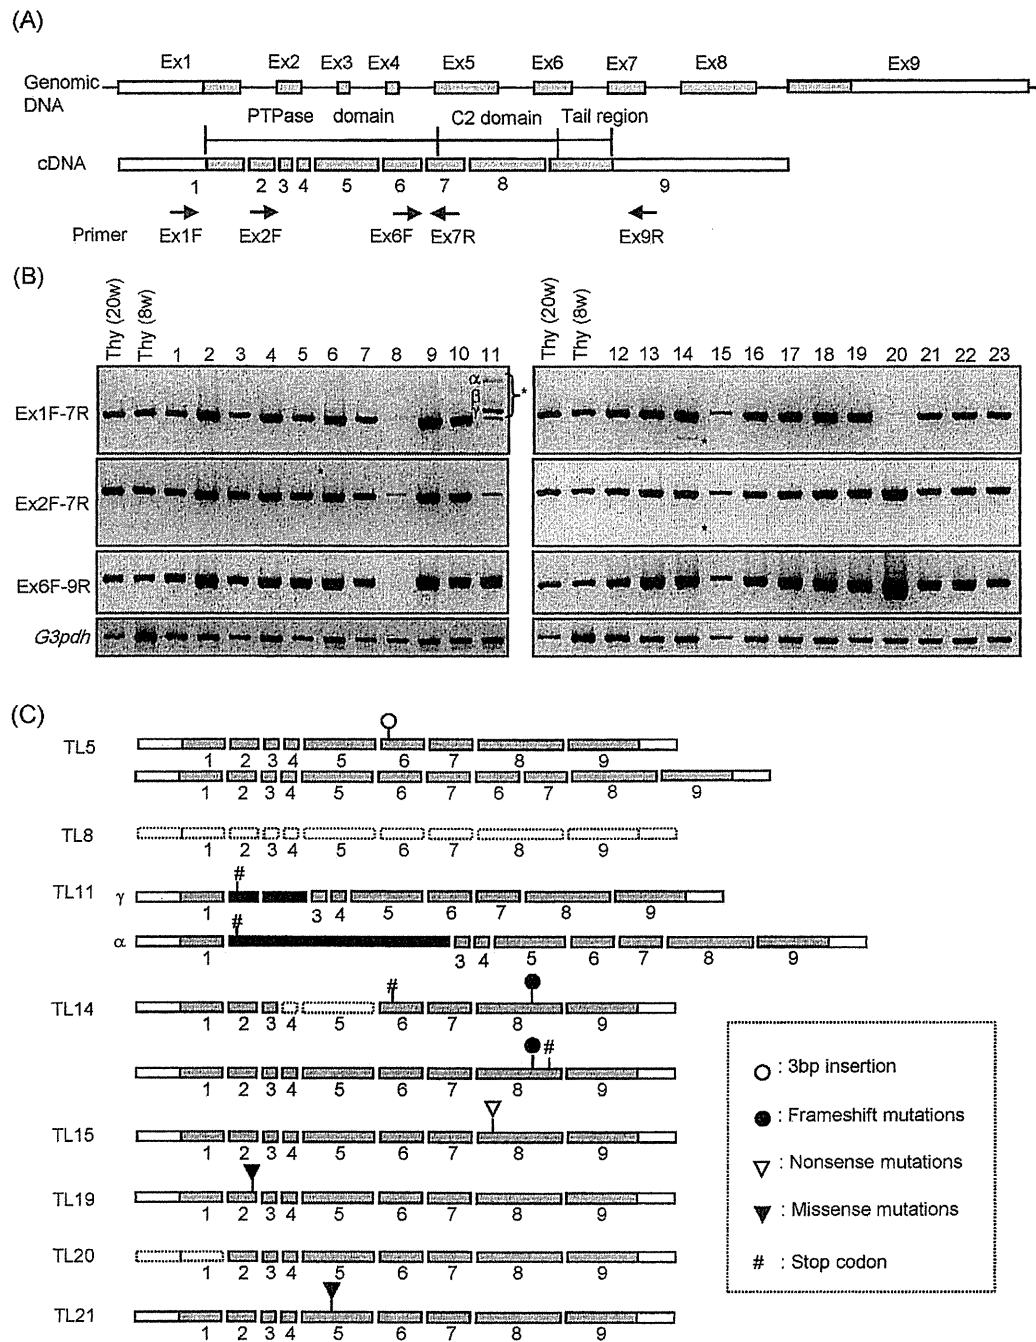 (A)
Ex1 Ex2 Ex3 Ex4 Ex5 Ex6 Ex7 Ex8 Ex9
Genomic
DNA
PTPase domain C2 domain Tail region
cDNA
1 2 3 4 5 6 7 8 9
Primer Ex1F Ex2F Ex6F Ex7R Ex9R
(B)
Thy (20w) Thy (8w) 1 2 3 4 5 6 7 8 9 10 11 Thy (20w) Thy (8w) 12 13 14 15 16 17 18 19 20 21 22 23
Ex1F-7R α β γ * *
Ex2F-7R * *
Ex6F-9R
G3pdh
(C)
TL5
1 2 3 4 5 6 7 8 9
1 2 3 4 5 6 7 6 7 8 9
TL8
1 2 3 4 5 6 7 8 9
#
TL11 γ
1 3 4 5 6 7 8 9
#
α
1 3 4 5 6 7 8 9
#
TL14
1 2 3 4 5 6 7 8 9
#
1 2 3 4 5 6 7 8 9
TL15
1 2 3 4 5 6 7 8 9
TL19
1 2 3 4 5 6 7 8 9
TL20
1 2 3 4 5 6 7 8 9
TL21
1 2 3 4 5 6 7 8 9
: 3bp insertion
: Frameshift mutations
: Nonsense mutations
: Missense mutations
# : Stop codon